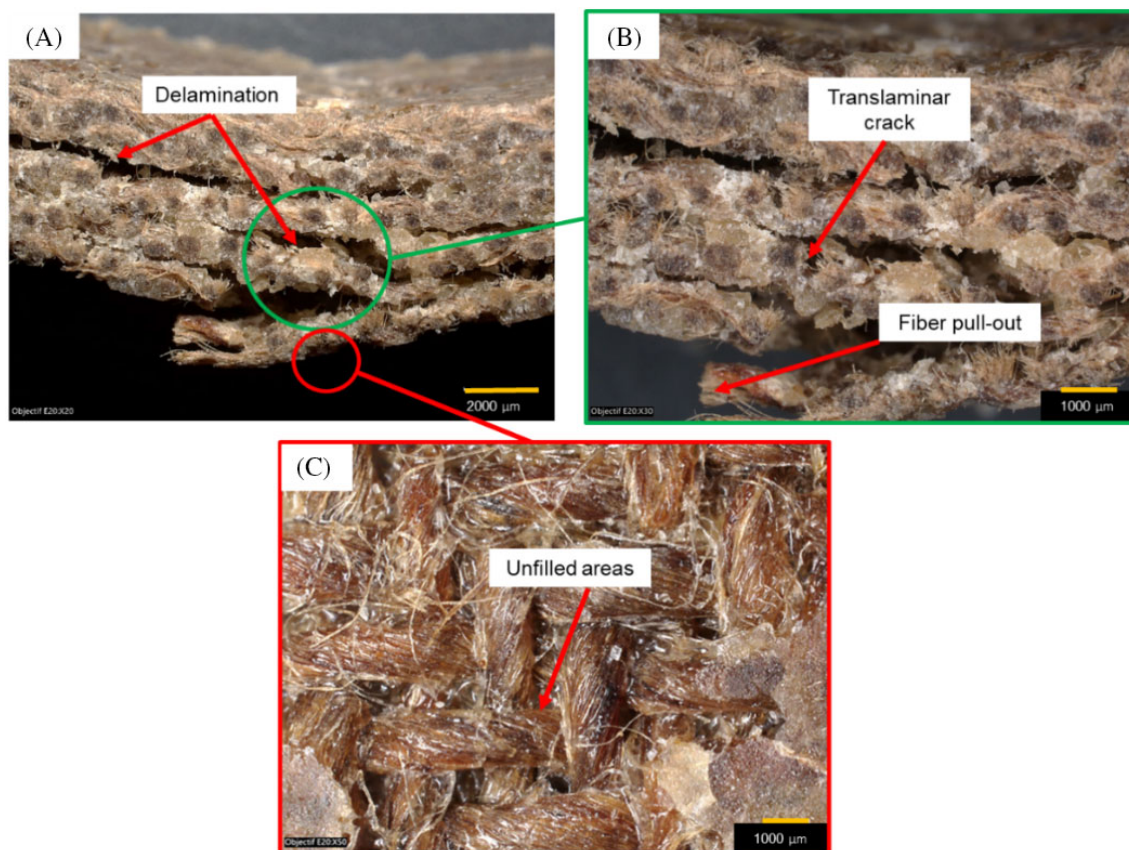 (A)
Delamination
2000 µm
Objectif E20:X20
(B)
Translaminar
crack
Fiber pull-out
1000 µm
Objectif E20:X30
(C)
Unfilled areas
1000 µm
Objectif E20:X50